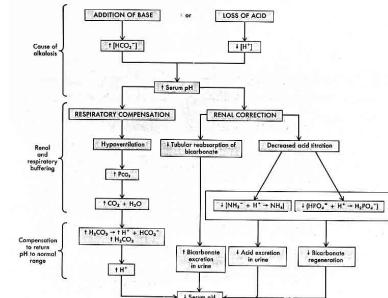 ADDITION OF BASE or LOSS OF ACID
Cause of
alkalosis
↑ [HCO₃⁻] ↓ [H⁺]
↑ Serum pH
RESPIRATORY COMPENSATION RENAL CORRECTION
Renal
and
respiratory
buffering
Hypoventilation
↓ Tubular reabsorption of
bicarbonate
Decreased acid titration
↑ Pco₂
↑ CO₂ + H₂O
↓ (NH₃⁻ + H⁺ → NH₄) ↓ (HPO₄⁼ + H⁺ → H₂PO₄⁻)
Compensation
to return
pH to normal
range
↑ H₂CO₃ → ↑ H⁺ + HCO₃⁻
↑ H₂CO₃
↑ H⁺
↑ Bicarbonate
excretion
in urine
↓ Acid excretion
in urine
↓ Bicarbonate
regeneration
↓ Serum pH